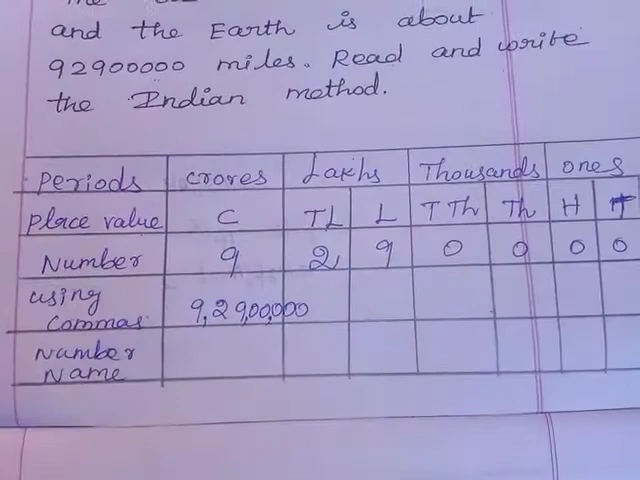 and the Earth is about
92900000 miles. Read and write
the Indian method.
Periods crores Lakhs Thousands ones
Place value C TL L T Th Th H T
Number 9 2 9 0 0 0 0
using
Commas 9,29,00,000
Number
Name